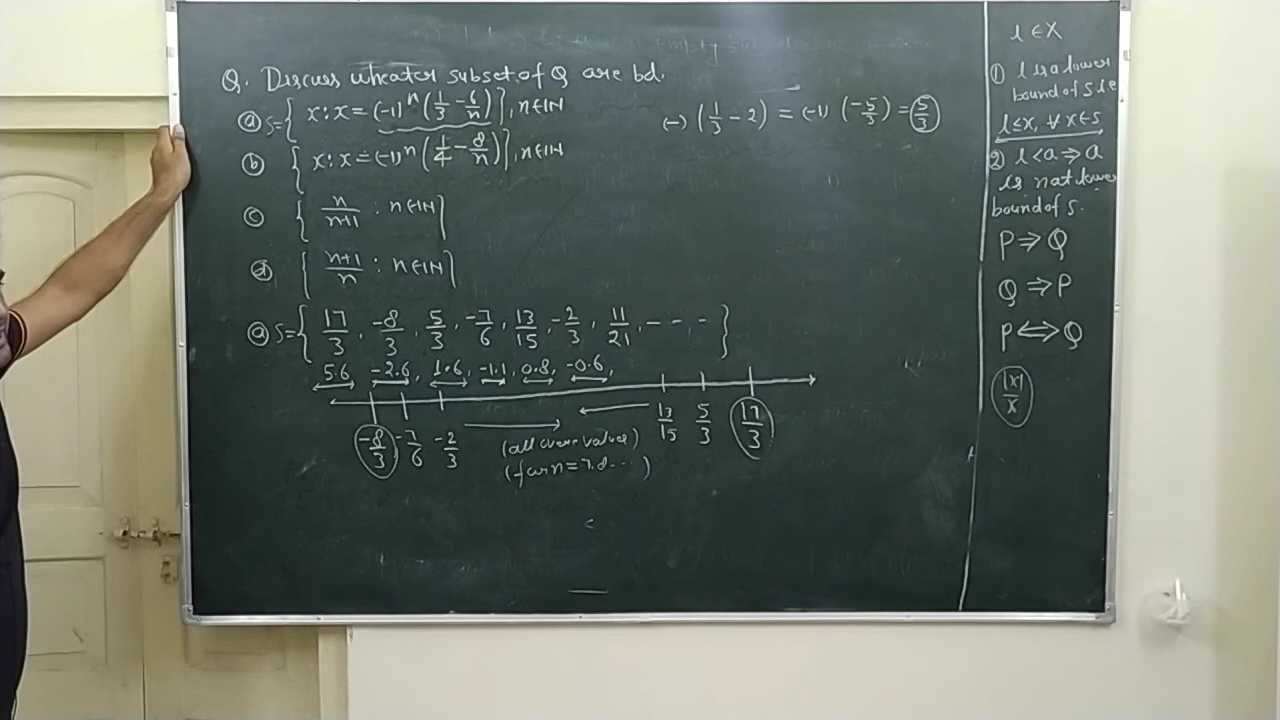 Q. Discuss wheater subset of Q are bd.
(a) S={ x : x = (-1)^n (1/3 - 6/n)}, n∈IN
(-) (1/3 - 2) = (-1) (-5/3) = 5/3
(b) { x : x = (-1)^n (1/4 - 8/n)}, n∈IN
(c) { n/n+1 : n∈IN}
(d) { n+1/n : n∈IN}
(a) S={ 17/3, -8/3, 5/3, -7/6, 13/15, -2/3, 11/21, - - - }
5.6, -2.6, 1.6, -1.1, 0.8, -0.6,
-8/3 -7/6 -2/3 13/15 5/3 17/3
(all values)
(for n=7,8...)
l ∈ X
① l is a lower
bound of S i.e
l ≤ x, ∀ x ∈ S
② l < a ⇒ a
is not lower
bound of S.
P ⇒ Q
Q ⇒ P
P ⟺ Q
|x|/x